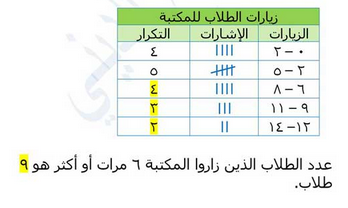 زيارات الطلاب للمكتبة
الزيارات الإشارات التكرار
٠ – ٢ ٤
٢ – ٥ ٥
٦ – ٨ ٤
٩ – ١١ ٣
١٢– ١٤ ٢
عدد الطلاب الذين زاروا المكتبة ٦ مرات أو أكثر هو ٩
طلاب.